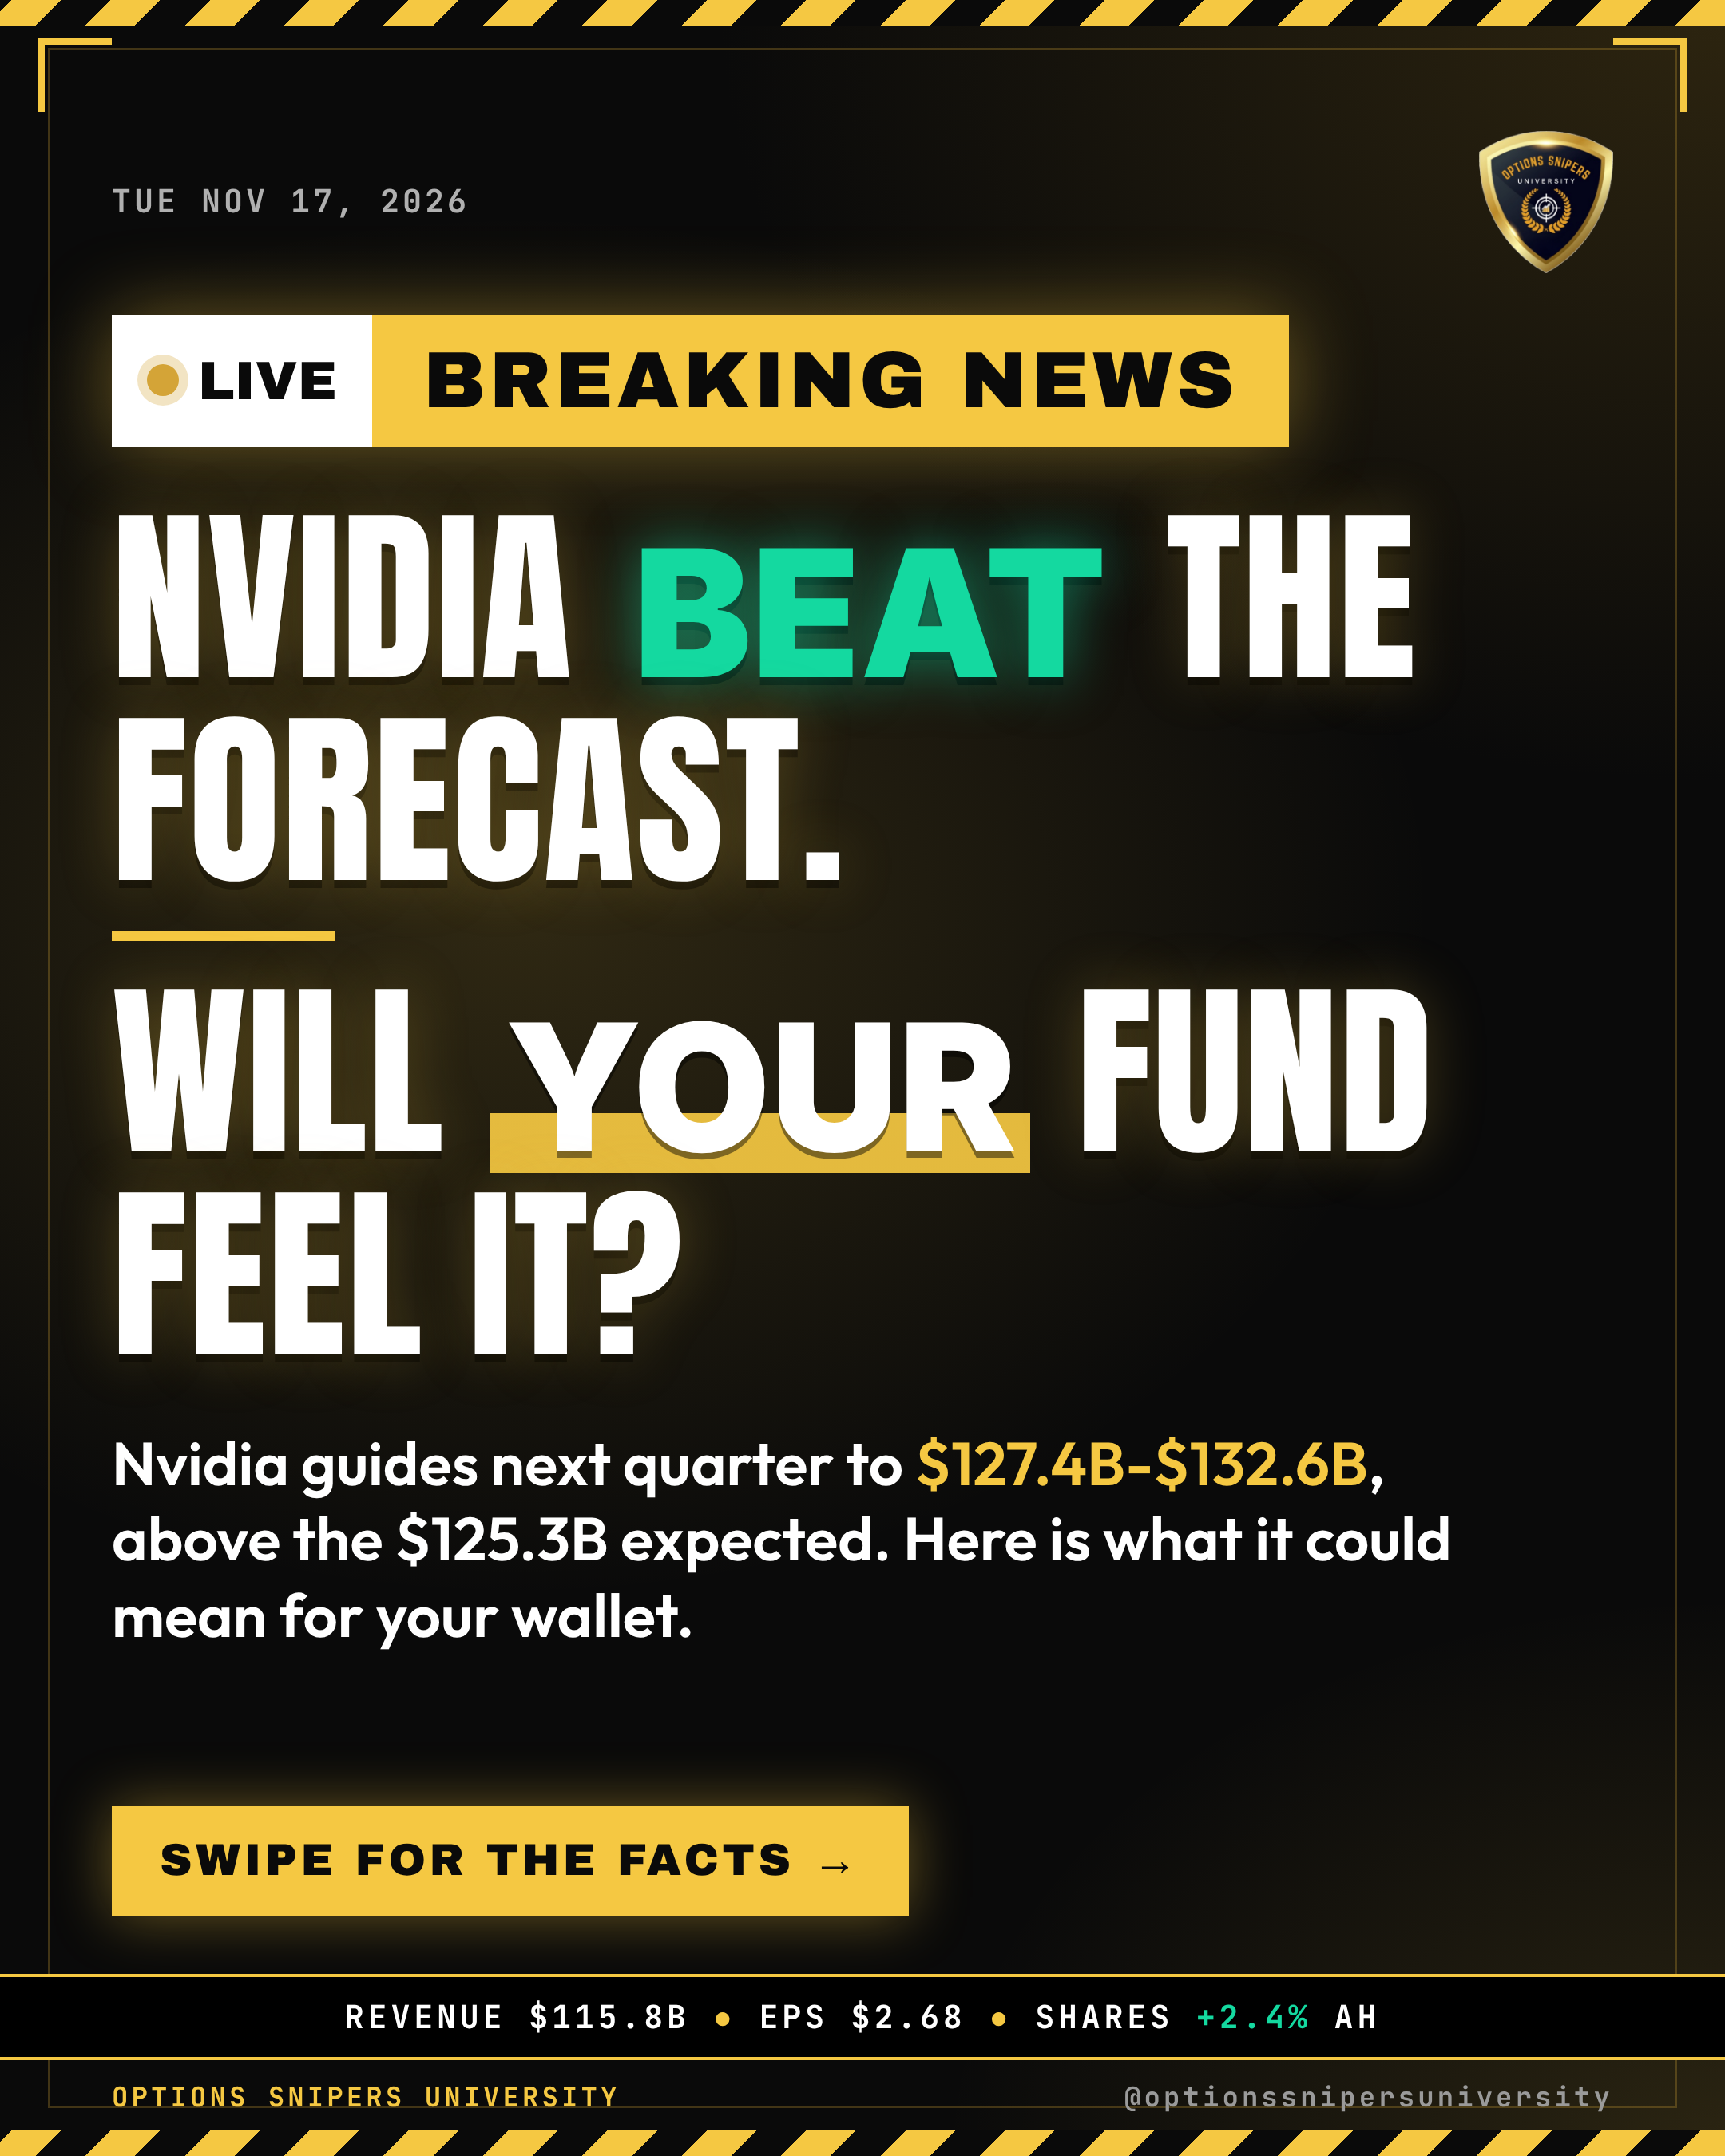 TUE NOV 17, 2026
OPTIONS SNIPERS
UNIVERSITY
LIVE
BREAKING NEWS
NVIDIA BEAT THE
FORECAST.
WILL YOUR FUND
FEEL IT?
Nvidia guides next quarter to $127.4B–$132.6B,
above the $125.3B expected. Here is what it could
mean for your wallet.
SWIPE FOR THE FACTS →
REVENUE $115.8B ● EPS $2.68 ● SHARES +2.4% AH
OPTIONS SNIPERS UNIVERSITY
@optionssnipersuniversity